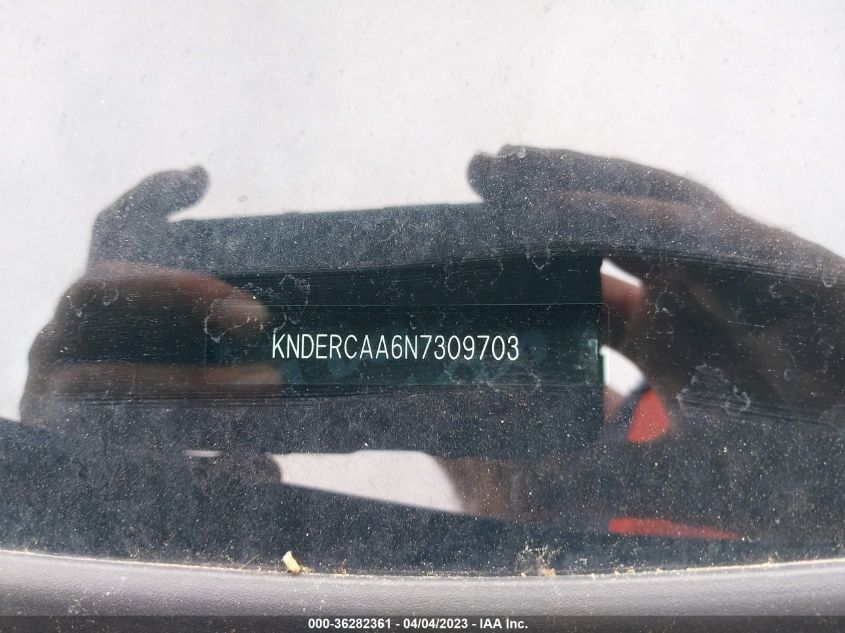 KNDERCAA6N7309703
000-36282361 - 04/04/2023 - IAA Inc.